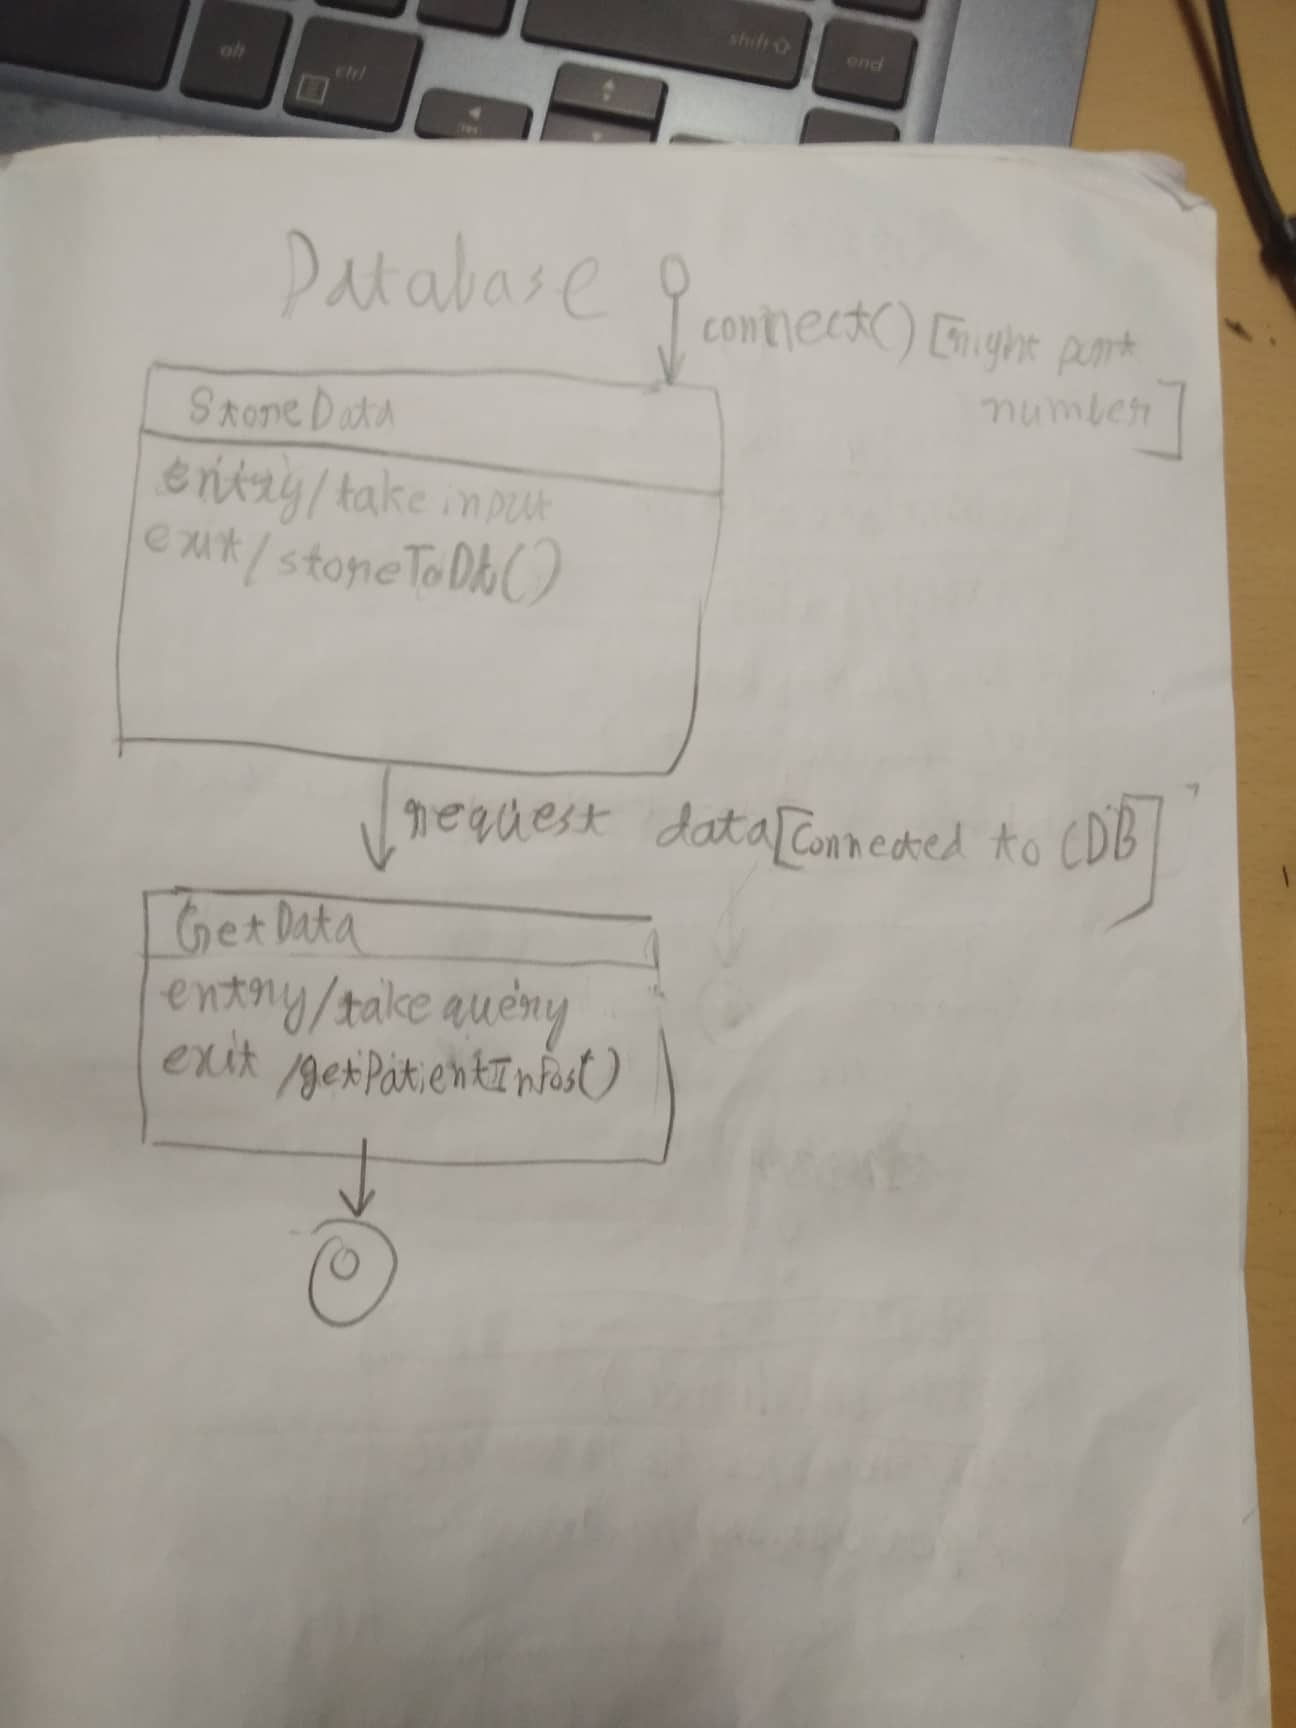 alt
ctrl
shift
end
Database
connect() [right port
number]
StoreData
entry/take input
exit/storeToDb()
request data[Connected to CDB]
GetData
entry/take query
exit /getPatientInfos()